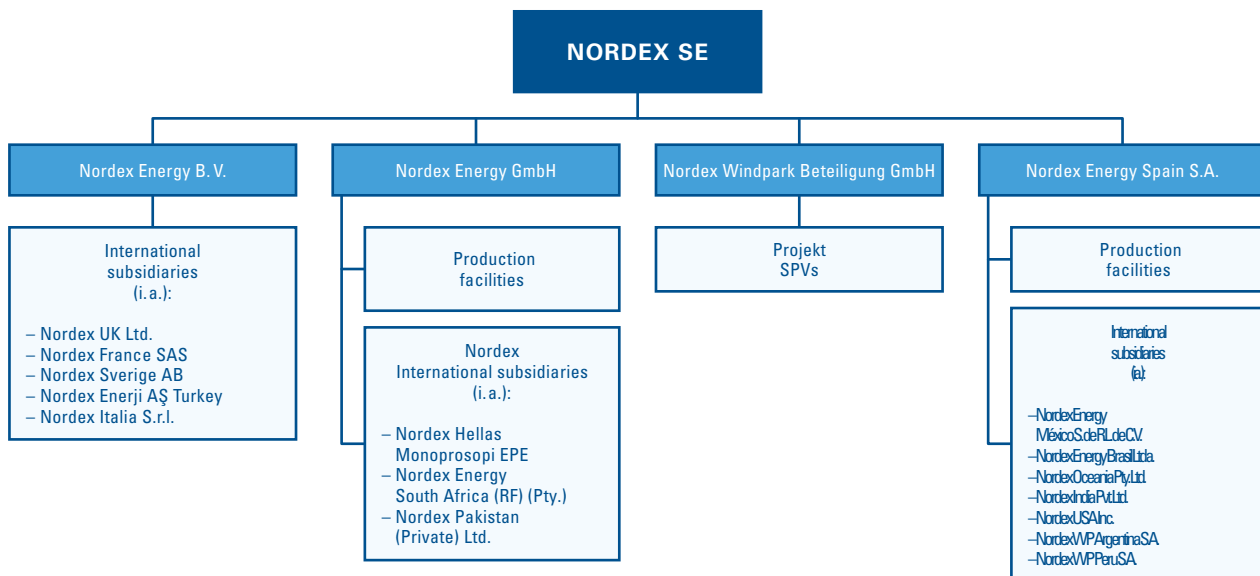 NORDEX SE
Nordex Energy B. V.
International
subsidiaries
(i. a.):
– Nordex UK Ltd.
– Nordex France SAS
– Nordex Sverige AB
– Nordex Enerji AŞ Turkey
– Nordex Italia S.r.l.
Nordex Energy GmbH
Production
facilities
Nordex
International subsidiaries
(i. a.):
– Nordex Hellas
Monoprosopi EPE
– Nordex Energy
South Africa (RF) (Pty.)
– Nordex Pakistan
(Private) Ltd.
Nordex Windpark Beteiligung GmbH
Projekt
SPVs
Nordex Energy Spain S.A.
Production
facilities
International
subsidiaries
(i.a.):
– Nordex Energy
México S. de R.L. de C.V.
– Nordex Energy Brasil Ltda.
– Nordex Oceania Pty. Ltd.
– Nordex India Pvt. Ltd.
– Nordex USA Inc.
– Nordex WP Argentina S.A.
– Nordex WP Peru S.A.